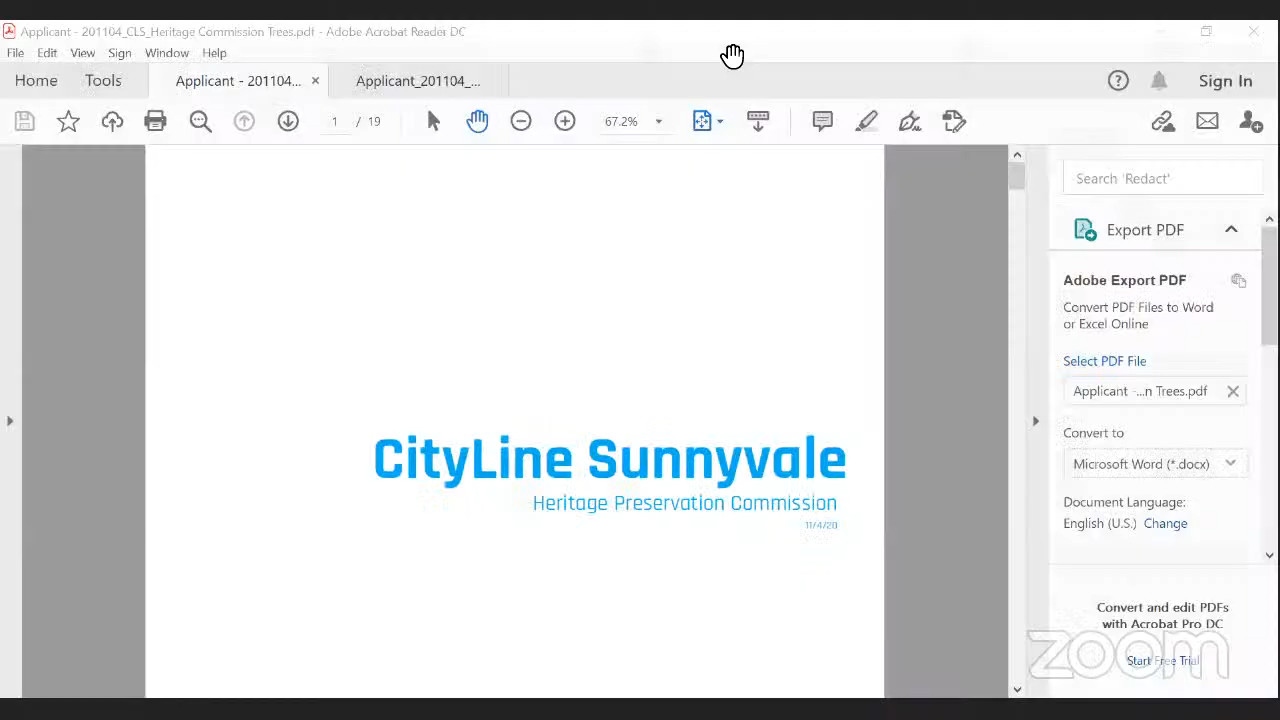 Applicant - 201104_CLS_Heritage Commission Trees.pdf - Adobe Acrobat Reader DC
File Edit View Sign Window Help
Home Tools Applicant - 201104... × Applicant_201104_... Sign In
1 / 19 67.2%
Search 'Redact'
Export PDF
Adobe Export PDF
Convert PDF Files to Word
or Excel Online
Select PDF File
Applicant -...n Trees.pdf
Convert to
Microsoft Word (*.docx)
Document Language:
English (U.S.) Change
Convert and edit PDFs
with Acrobat Pro DC
Start Free Trial
CityLine Sunnyvale
Heritage Preservation Commission
11/4/20
zoom